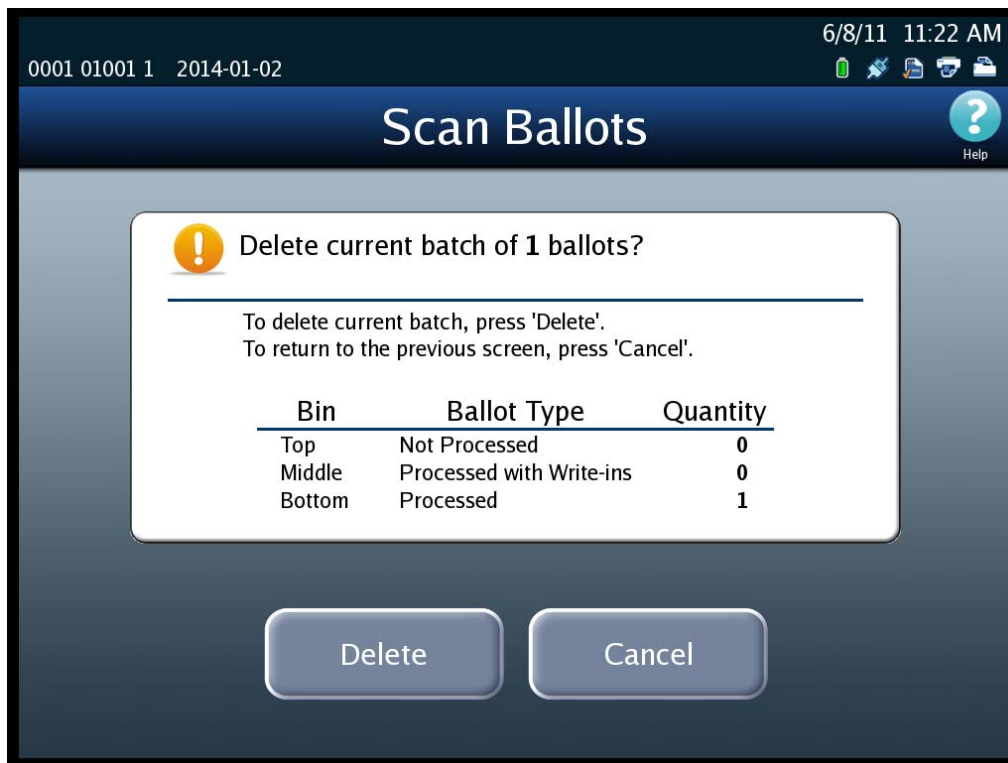 6/8/11 11:22 AM
0001 01001 1 2014-01-02
Scan Ballots
Help
Delete current batch of 1 ballots?
To delete current batch, press 'Delete'.
To return to the previous screen, press 'Cancel'.
Bin Ballot Type Quantity
Top Not Processed 0
Middle Processed with Write-ins 0
Bottom Processed 1
Delete Cancel